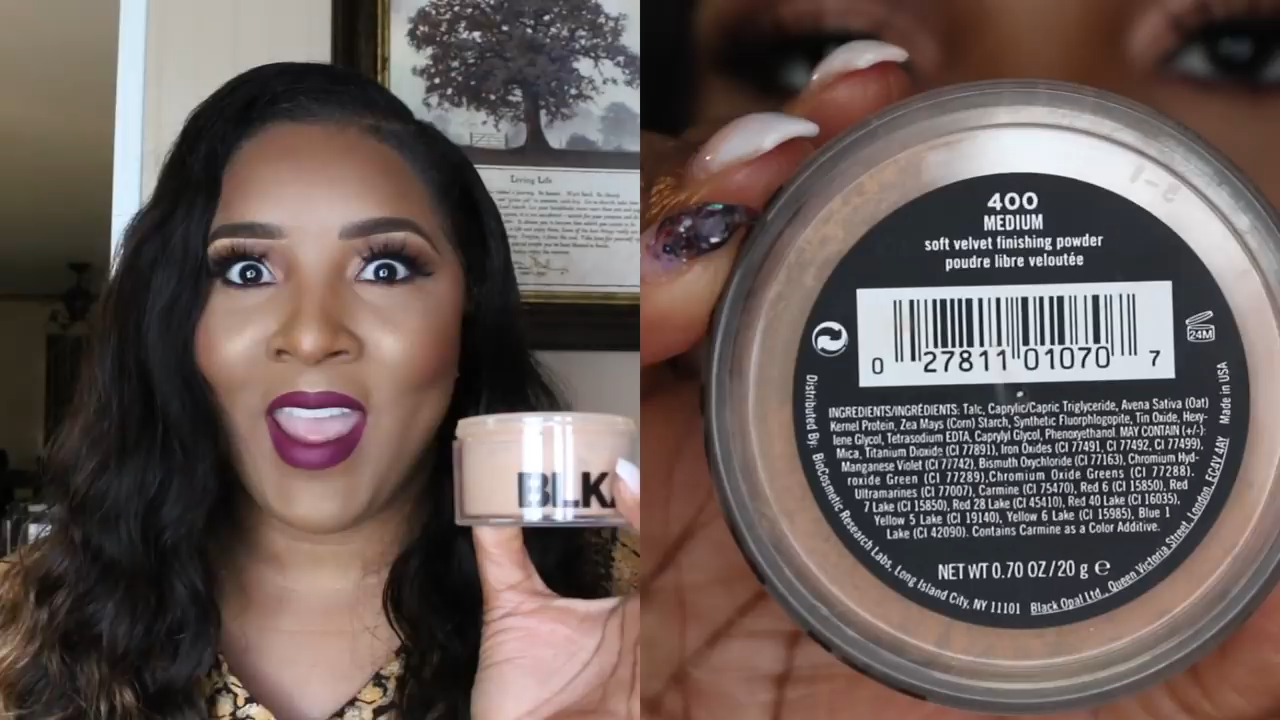 Living Life
BLK
400
MEDIUM
soft velvet finishing powder
poudre libre veloutée
24M
0 27811 01070 7
INGREDIENTS/INGRÉDIENTS: Talc, Caprylic/Capric Triglyceride, Avena Sativa (Oat)
Kernel Protein, Zea Mays (Corn) Starch, Synthetic Fluorphlogopite, Tin Oxide, Hexy-
lene Glycol, Tetrasodium EDTA, Caprylyl Glycol, Phenoxyethanol. MAY CONTAIN (+/-):
Mica, Titanium Dioxide (CI 77891), Iron Oxides (CI 77491, CI 77492, CI 77499),
Manganese Violet (CI 77742), Bismuth Oxychloride (CI 77163), Chromium Hyd-
roxide Green (CI 77289),Chromium Oxide Greens (CI 77288).
Ultramarines (CI 77007), Carmine (CI 75470), Red 6 (CI 15850), Red
7 Lake (CI 15850), Red 28 Lake (CI 45410), Red 40 Lake (CI 16035),
Yellow 5 Lake (CI 19140), Yellow 6 Lake (CI 15985), Blue 1
Lake (CI 42090). Contains Carmine as a Color Additive.
NET WT 0.70 OZ/20 g e
Distributed By: BioCosmetic Research Labs, Long Island City, NY 11101
Black Opal Ltd., Queen Victoria Street, London, EC4Y 4AY
Made in USA